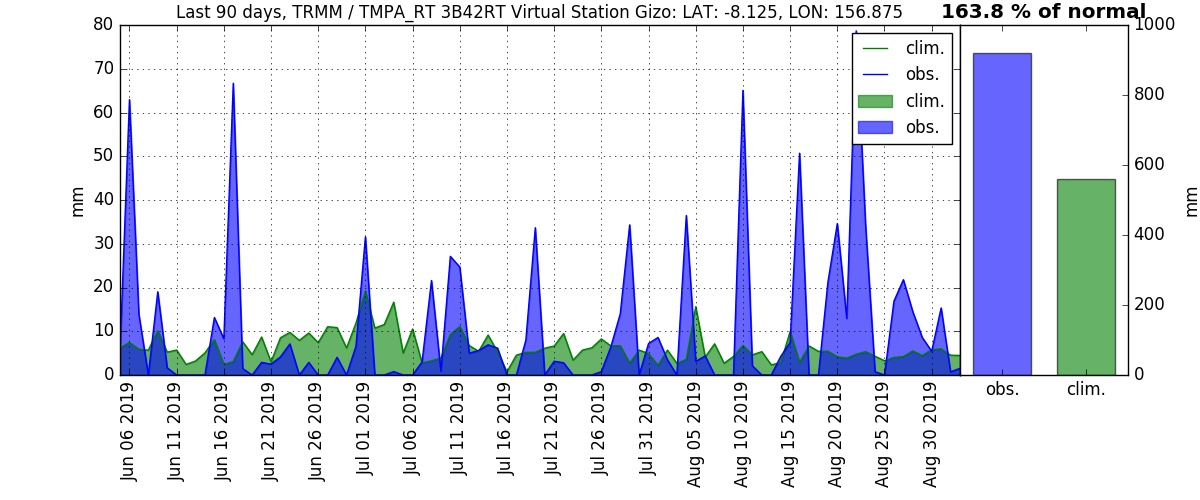 Last 90 days, TRMM / TMPA_RT 3B42RT Virtual Station Gizo: LAT: -8.125, LON: 156.875
163.8 % of normal
80
70
60
50
40
30
20
10
0
mm
clim.
obs.
clim.
obs.
1000
800
600
400
200
0
mm
Jun 06 2019
Jun 11 2019
Jun 16 2019
Jun 21 2019
Jun 26 2019
Jul 01 2019
Jul 06 2019
Jul 11 2019
Jul 16 2019
Jul 21 2019
Jul 26 2019
Jul 31 2019
Aug 05 2019
Aug 10 2019
Aug 15 2019
Aug 20 2019
Aug 25 2019
Aug 30 2019
obs.
clim.